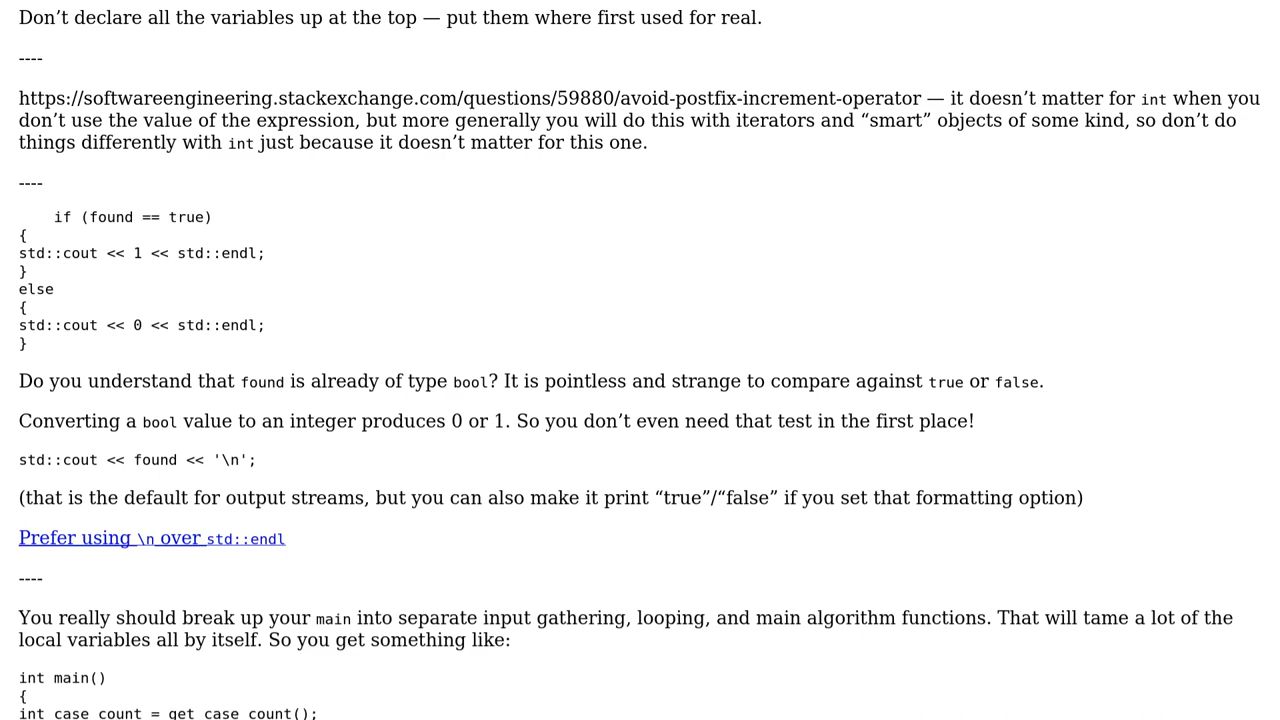 Don’t declare all the variables up at the top — put them where first used for real.
----
https://softwareengineering.stackexchange.com/questions/59880/avoid-postfix-increment-operator — it doesn’t matter for int when you
don’t use the value of the expression, but more generally you will do this with iterators and “smart” objects of some kind, so don’t do
things differently with int just because it doesn’t matter for this one.
----
if (found == true)
{
std::cout << 1 << std::endl;
}
else
{
std::cout << 0 << std::endl;
}
Do you understand that found is already of type bool? It is pointless and strange to compare against true or false.
Converting a bool value to an integer produces 0 or 1. So you don’t even need that test in the first place!
std::cout << found << '\n';
(that is the default for output streams, but you can also make it print “true”/“false” if you set that formatting option)
Prefer using \n over std::endl
----
You really should break up your main into separate input gathering, looping, and main algorithm functions. That will tame a lot of the
local variables all by itself. So you get something like:
int main()
{
int case_count = get_case_count();